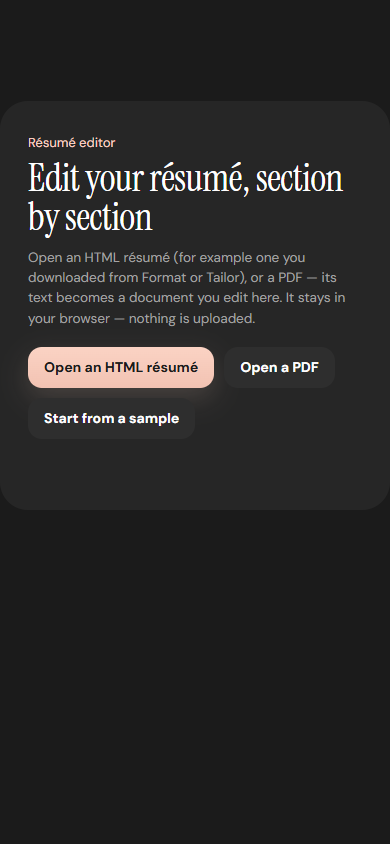 Résumé editor
Edit your résumé, section
by section
Open an HTML résumé (for example one you
downloaded from Format or Tailor), or a PDF — its
text becomes a document you edit here. It stays in
your browser — nothing is uploaded.
Open an HTML résumé
Open a PDF
Start from a sample